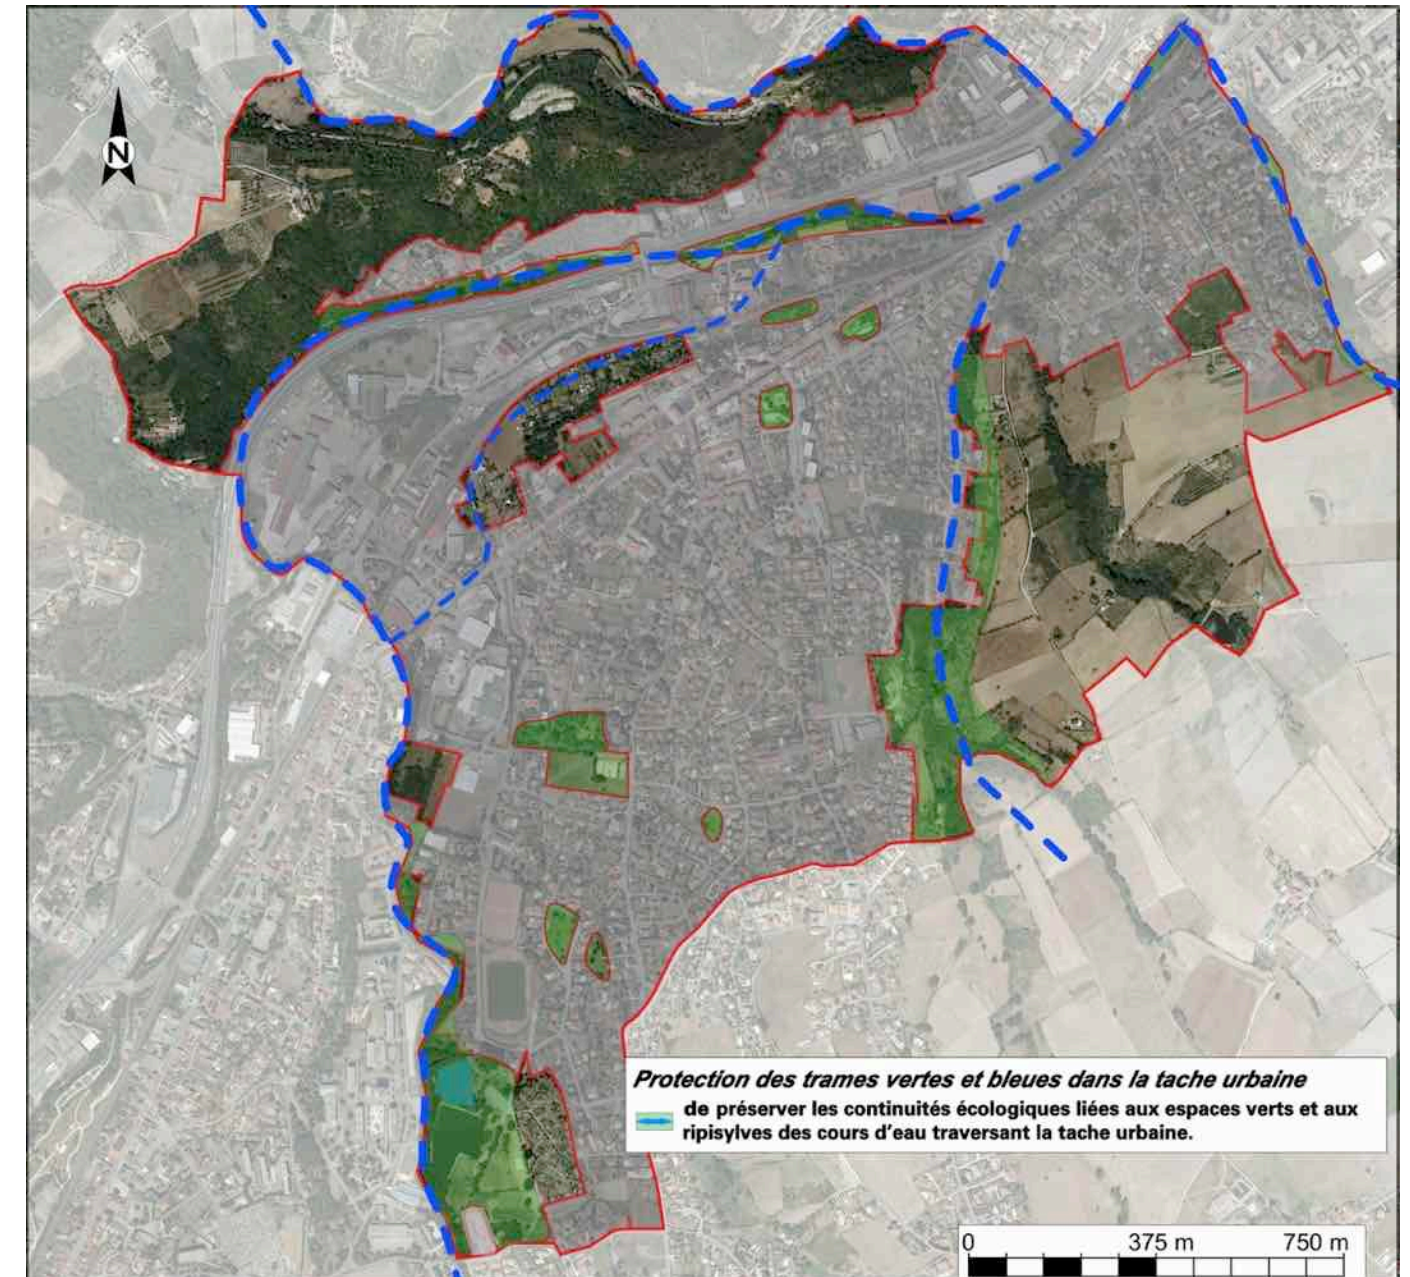 N
Protection des trames vertes et bleues dans la tache urbaine
de préserver les continuités écologiques liées aux espaces verts et aux
ripisylves des cours d'eau traversant la tache urbaine.
0 375 m 750 m